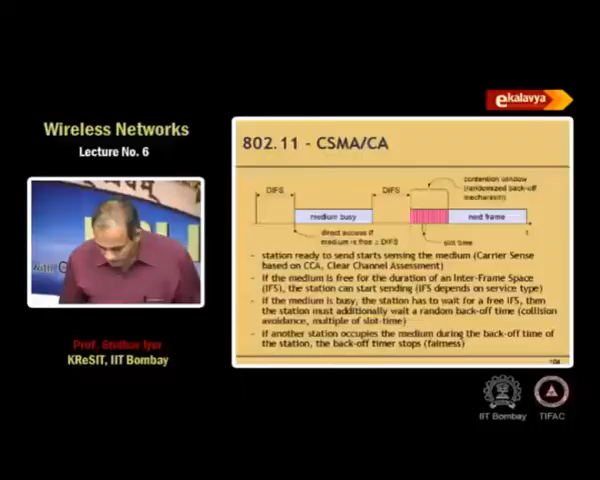 ekalavya
Wireless Networks
Lecture No. 6
Prof. Sridhar Iyer
KReSIT, IIT Bombay
802.11 - CSMA/CA
contention window
(randomized back-off
mechanism)
DIFS
DIFS
medium busy
next frame
direct access if
medium is free ≥ DIFS
slot time
t
- station ready to send starts sensing the medium (Carrier Sense
based on CCA, Clear Channel Assessment)
- if the medium is free for the duration of an Inter-Frame Space
(IFS), the station can start sending (IFS depends on service type)
- if the medium is busy, the station has to wait for a free IFS, then
the station must additionally wait a random back-off time (collision
avoidance, multiple of slot-time)
- if another station occupies the medium during the back-off time of
the station, the back-off timer stops (fairness)
IIT Bombay
TIFAC